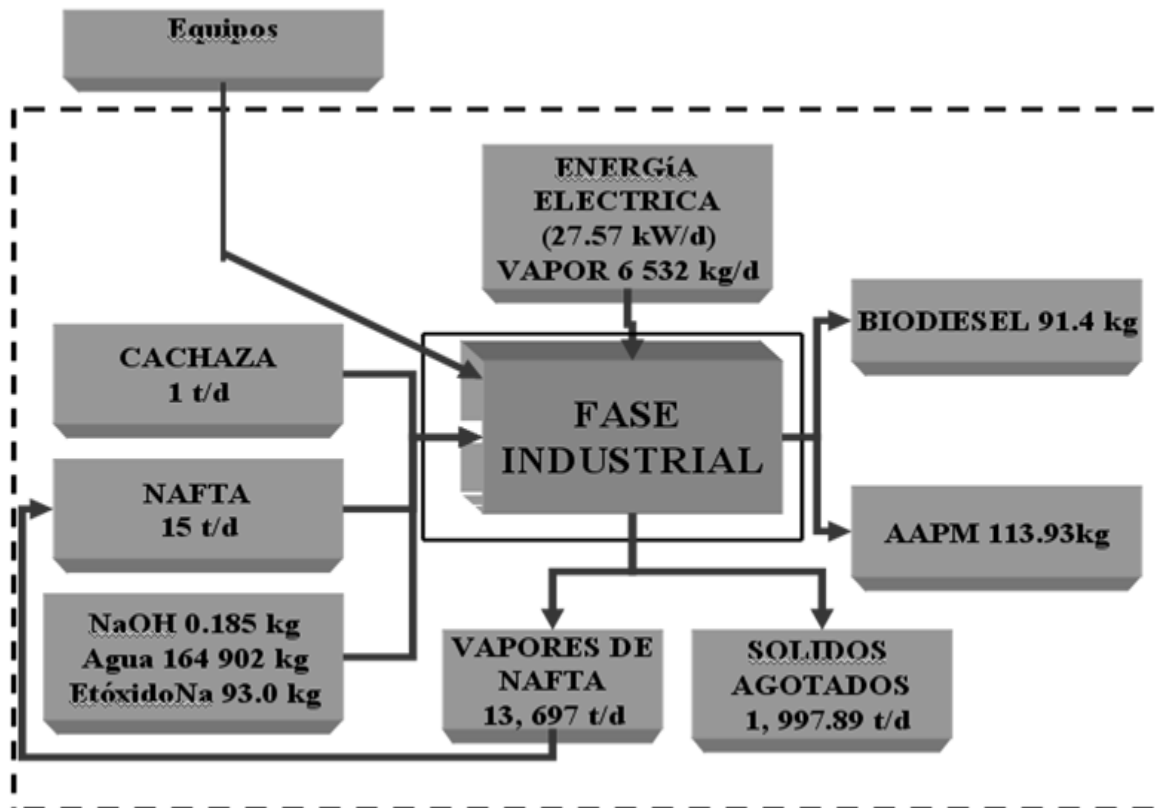 Equipos
ENERGíA
ELECTRICA
(27.57 kW/d)
VAPOR 6 532 kg/d
CACHAZA
1 t/d
NAFTA
15 t/d
NaOH 0.185 kg
Agua 164 902 kg
EtóxidoNa 93.0 kg
FASE
INDUSTRIAL
BIODIESEL 91.4 kg
AAPM 113.93kg
VAPORES DE
NAFTA
13, 697 t/d
SOLIDOS
AGOTADOS
1, 997.89 t/d